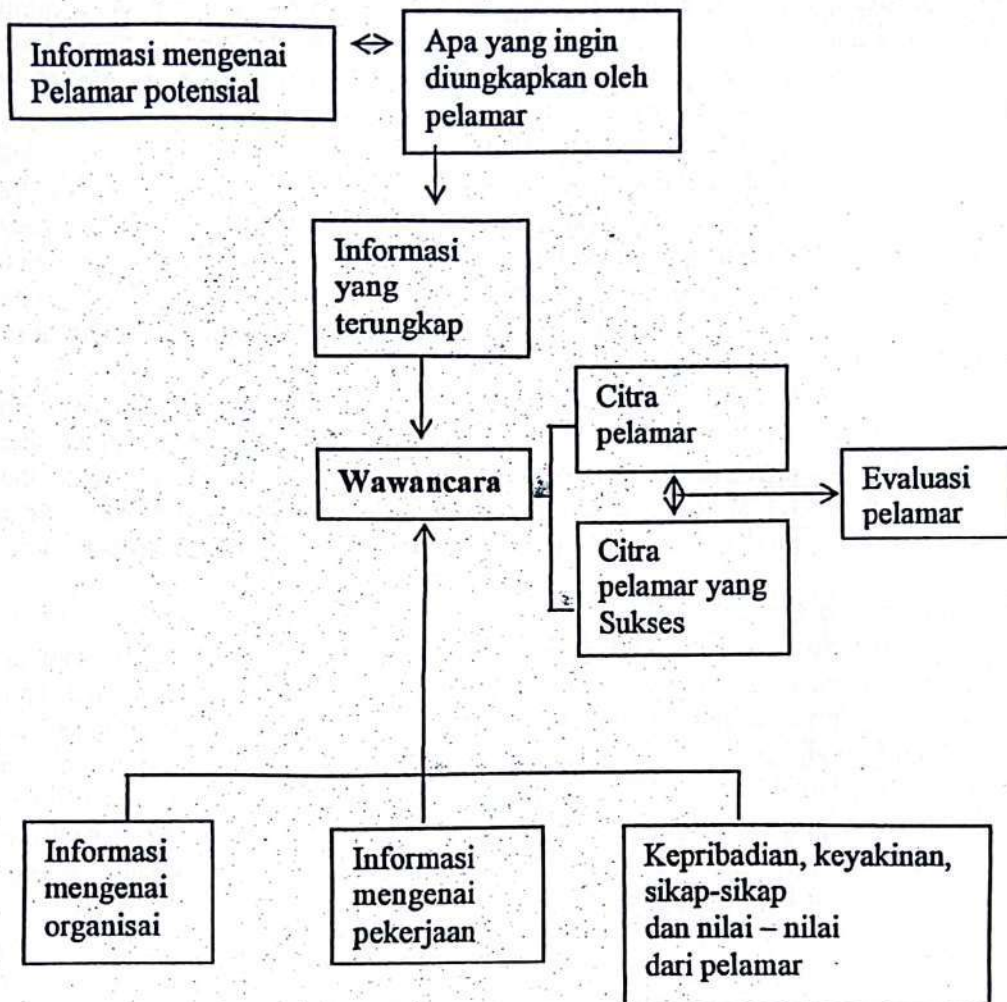 Informasi mengenai
Pelamar potensial
Apa yang ingin
diungkapkan oleh
pelamar
Informasi
yang
terungkap
Wawancara
Citra
pelamar
Citra
pelamar yang
Sukses
Evaluasi
pelamar
Informasi
mengenai
organisai
Informasi
mengenai
pekerjaan
Kepribadian, keyakinan,
sikap-sikap
dan nilai – nilai
dari pelamar